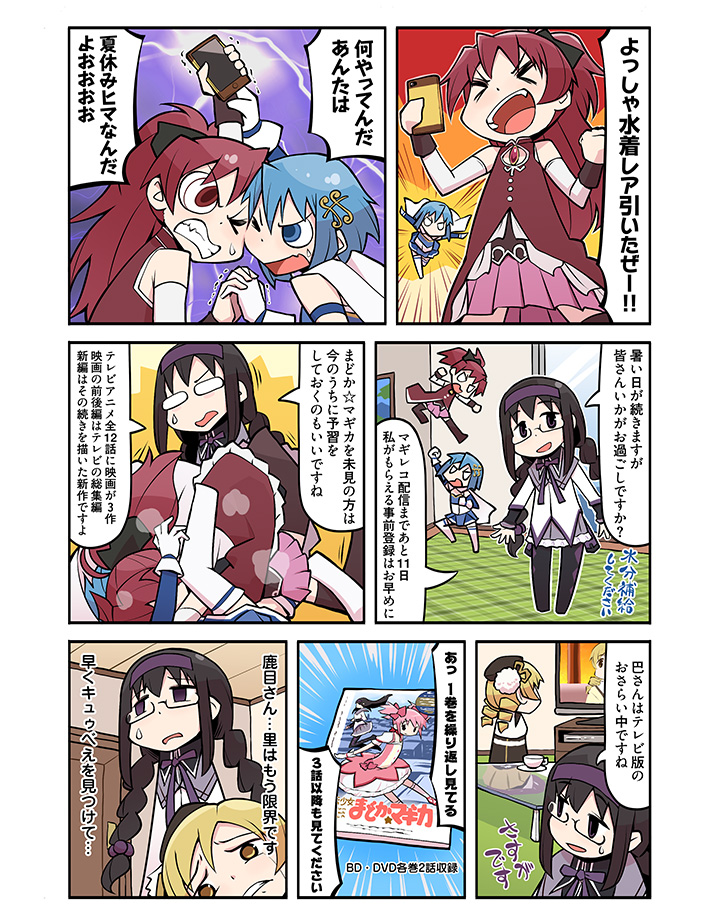 よっしゃ水着レア引いたぜー!!
何やってんだ
あんたは
夏休みヒマなんだ
よおおおお
暑い日が続きますが
皆さんいかがお過ごしですか?
マギレコ配信まであと11日
私がもらえる事前登録はお早めに
水分補給
してください
まどか☆マギカを未見の方は
今のうちに予習を
しておくのもいいですね
テレビアニメ全12話に映画が3作
映画の前後編はテレビの総集編
新編はその続きを描いた新作ですよ
巴さんはテレビ版の
おさらい中ですね
さすが
です
あっ 1巻を繰り返し見てる
少女
まどか☆マギカ
3話以降も見てください
BD・DVD各巻2話収録
鹿目さん…里はもう限界です
早くキュゥべえを見つけて…